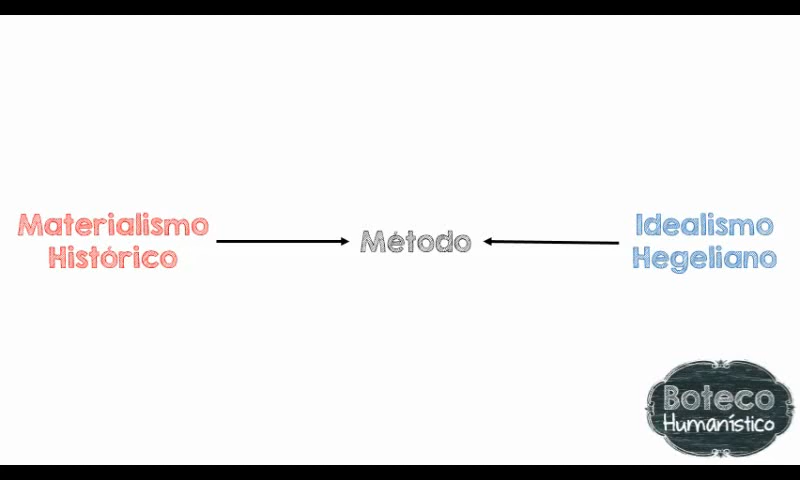 Materialismo
Histórico
Método
Idealismo
Hegeliano
Boteco
Humanístico